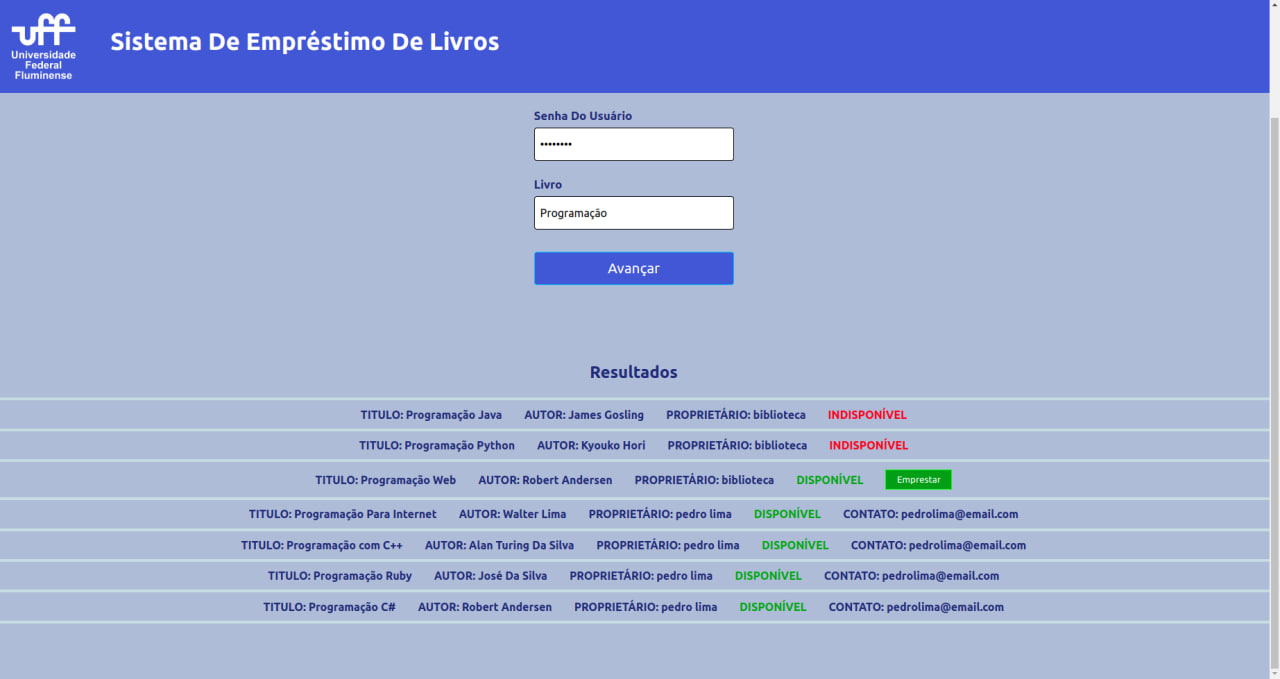 uff
Universidade
Federal
Fluminense
Sistema De Empréstimo De Livros
Senha Do Usuário
••••••••
Livro
Programação
Avançar
Resultados
TITULO: Programação Java AUTOR: James Gosling PROPRIETÁRIO: biblioteca INDISPONÍVEL
TITULO: Programação Python AUTOR: Kyouko Hori PROPRIETÁRIO: biblioteca INDISPONÍVEL
TITULO: Programação Web AUTOR: Robert Andersen PROPRIETÁRIO: biblioteca DISPONÍVEL Emprestar
TITULO: Programação Para Internet AUTOR: Walter Lima PROPRIETÁRIO: pedro lima DISPONÍVEL CONTATO: pedrolima@email.com
TITULO: Programação com C++ AUTOR: Alan Turing Da Silva PROPRIETÁRIO: pedro lima DISPONÍVEL CONTATO: pedrolima@email.com
TITULO: Programação Ruby AUTOR: José Da Silva PROPRIETÁRIO: pedro lima DISPONÍVEL CONTATO: pedrolima@email.com
TITULO: Programação C# AUTOR: Robert Andersen PROPRIETÁRIO: pedro lima DISPONÍVEL CONTATO: pedrolima@email.com